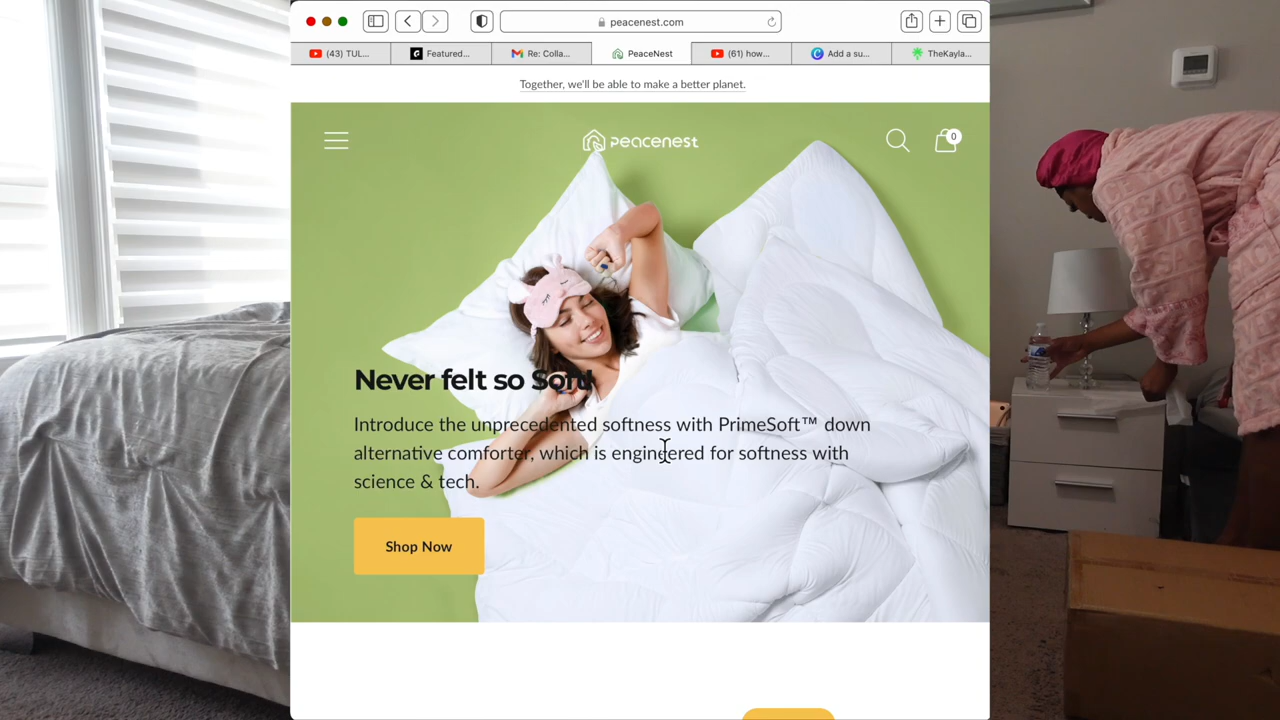 peacenest.com
(43) TUL...
Featured...
Re: Colla...
PeaceNest
(61) how...
Add a su...
TheKayla...
Together, we'll be able to make a better planet.
peacenest
0
Never felt so Soft!
Introduce the unprecedented softness with PrimeSoft™ down
alternative comforter, which is engineered for softness with
science & tech.
Shop Now